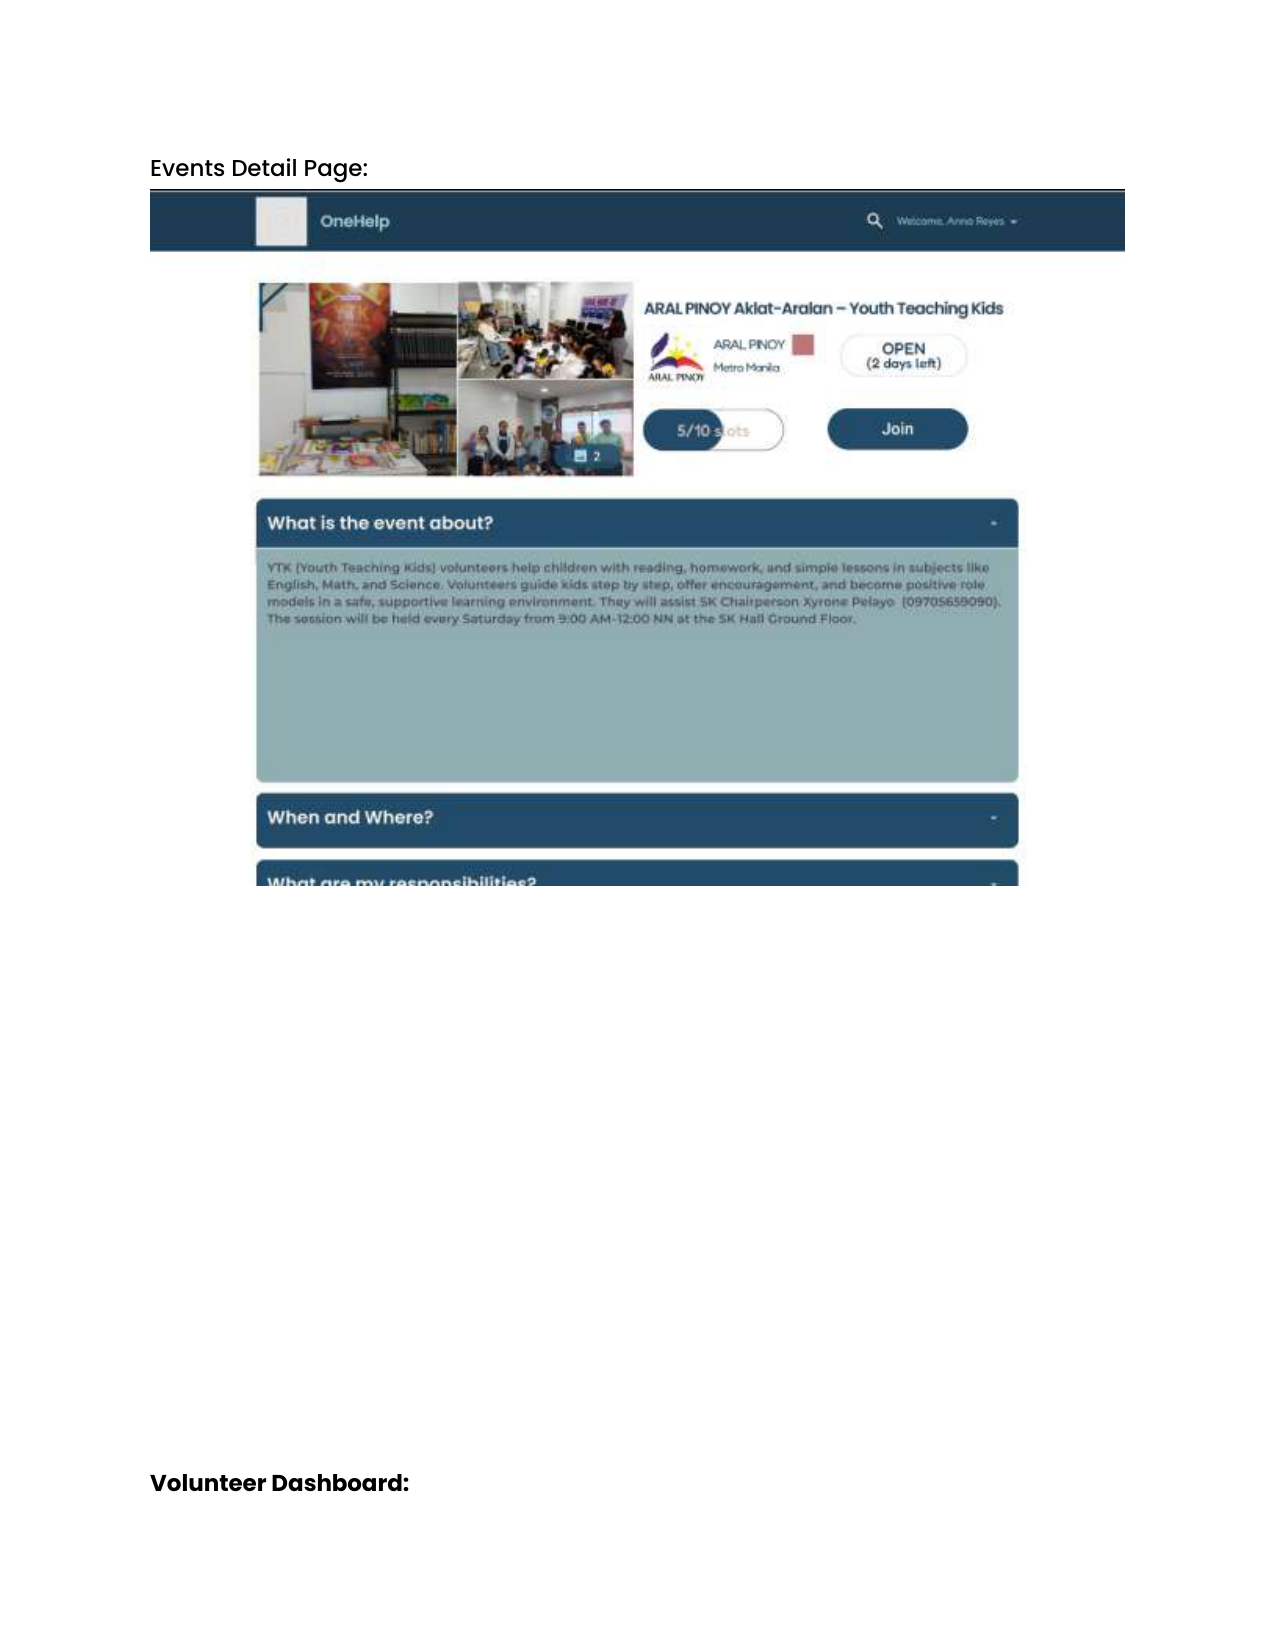 Events Detail Page:
OneHelp
Welcome, Anna Reyes
ARAL PINOY Aklat-Aralan – Youth Teaching Kids
ARAL PINOY
Metro Manila
ARAL PINOY
OPEN
(2 days left)
5/10 slots
Join
YTK
2
What is the event about?
YTK (Youth Teaching Kids) volunteers help children with reading, homework, and simple lessons in subjects like
English, Math, and Science. Volunteers guide kids step by step, offer encouragement, and become positive role
models in a safe, supportive learning environment. They will assist SK Chairperson Xyrone Pelayo (09705659090).
The session will be held every Saturday from 9:00 AM-12:00 NN at the SK Hall Ground Floor.
When and Where?
What are my responsibilities?
Volunteer Dashboard: